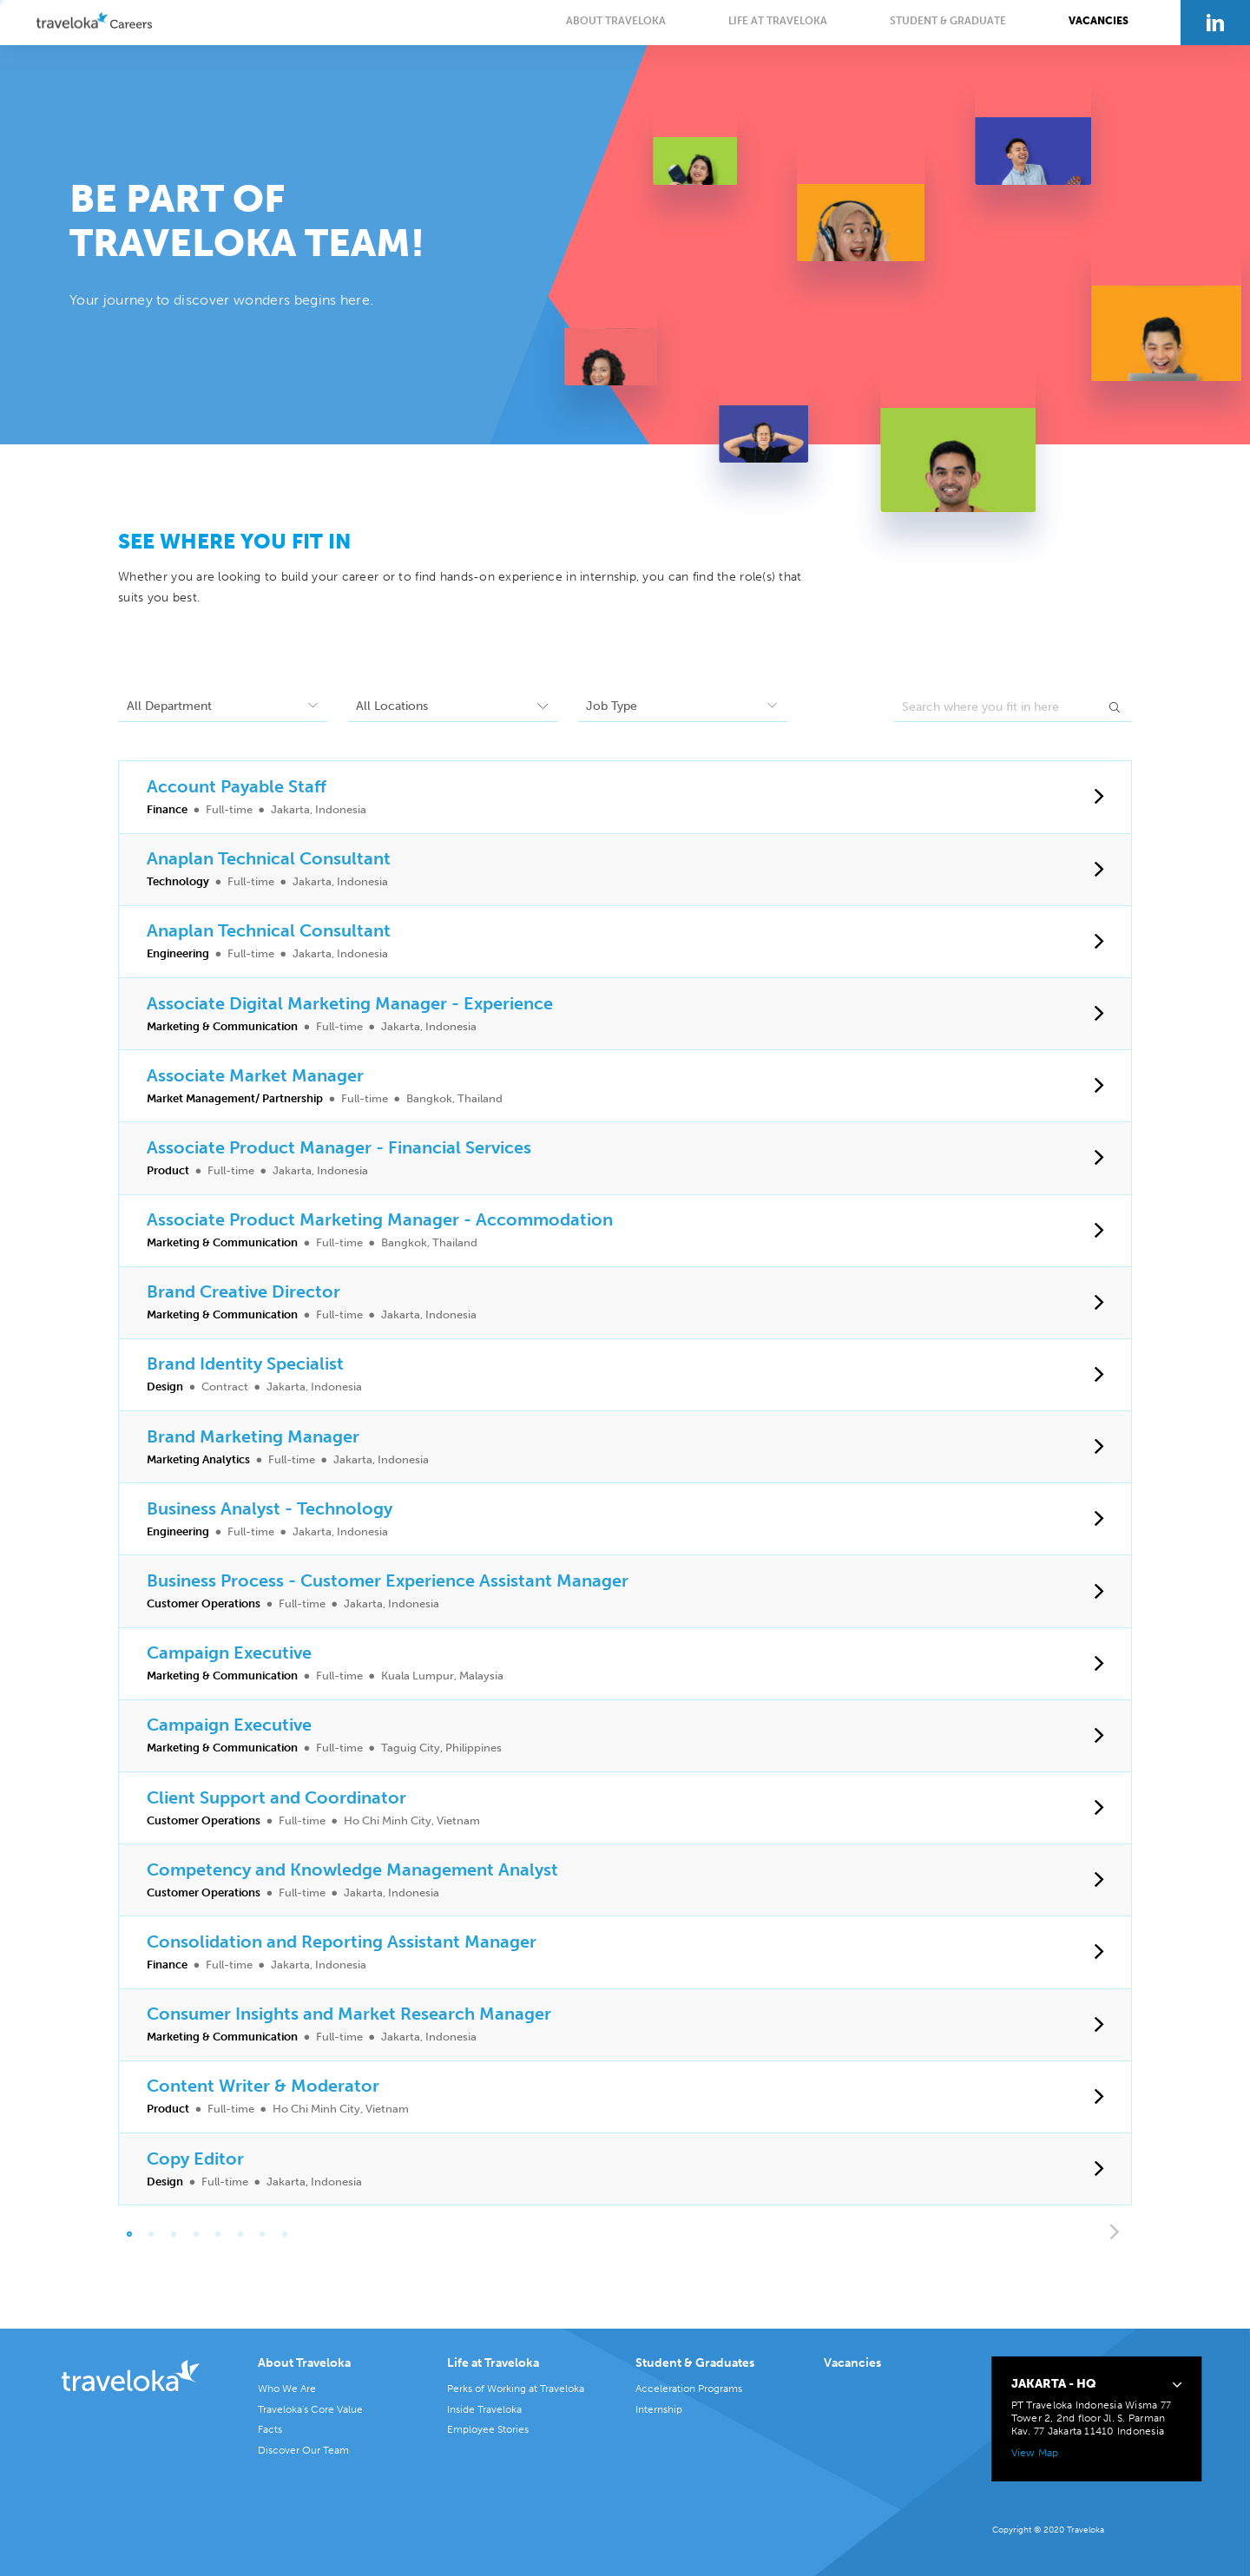 traveloka Careers
ABOUT TRAVELOKA
LIFE AT TRAVELOKA
STUDENT & GRADUATE
VACANCIES
in
BE PART OF
TRAVELOKA TEAM!
Your journey to discover wonders begins here.
SEE WHERE YOU FIT IN
Whether you are looking to build your career or to find hands-on experience in internship, you can find the role(s) that
suits you best.
All Department
All Locations
Job Type
Search where you fit in here
Account Payable Staff
Finance ● Full-time ● Jakarta, Indonesia
Anaplan Technical Consultant
Technology ● Full-time ● Jakarta, Indonesia
Anaplan Technical Consultant
Engineering ● Full-time ● Jakarta, Indonesia
Associate Digital Marketing Manager - Experience
Marketing & Communication ● Full-time ● Jakarta, Indonesia
Associate Market Manager
Market Management/ Partnership ● Full-time ● Bangkok, Thailand
Associate Product Manager - Financial Services
Product ● Full-time ● Jakarta, Indonesia
Associate Product Marketing Manager - Accommodation
Marketing & Communication ● Full-time ● Bangkok, Thailand
Brand Creative Director
Marketing & Communication ● Full-time ● Jakarta, Indonesia
Brand Identity Specialist
Design ● Contract ● Jakarta, Indonesia
Brand Marketing Manager
Marketing Analytics ● Full-time ● Jakarta, Indonesia
Business Analyst - Technology
Engineering ● Full-time ● Jakarta, Indonesia
Business Process - Customer Experience Assistant Manager
Customer Operations ● Full-time ● Jakarta, Indonesia
Campaign Executive
Marketing & Communication ● Full-time ● Kuala Lumpur, Malaysia
Campaign Executive
Marketing & Communication ● Full-time ● Taguig City, Philippines
Client Support and Coordinator
Customer Operations ● Full-time ● Ho Chi Minh City, Vietnam
Competency and Knowledge Management Analyst
Customer Operations ● Full-time ● Jakarta, Indonesia
Consolidation and Reporting Assistant Manager
Finance ● Full-time ● Jakarta, Indonesia
Consumer Insights and Market Research Manager
Marketing & Communication ● Full-time ● Jakarta, Indonesia
Content Writer & Moderator
Product ● Full-time ● Ho Chi Minh City, Vietnam
Copy Editor
Design ● Full-time ● Jakarta, Indonesia
traveloka
About Traveloka
Who We Are
Traveloka's Core Value
Facts
Discover Our Team
Life at Traveloka
Perks of Working at Traveloka
Inside Traveloka
Employee Stories
Student & Graduates
Acceleration Programs
Internship
Vacancies
JAKARTA - HQ
PT Traveloka Indonesia Wisma 77
Tower 2, 2nd floor Jl. S. Parman
Kav. 77 Jakarta 11410 Indonesia
View Map
Copyright © 2020 Traveloka